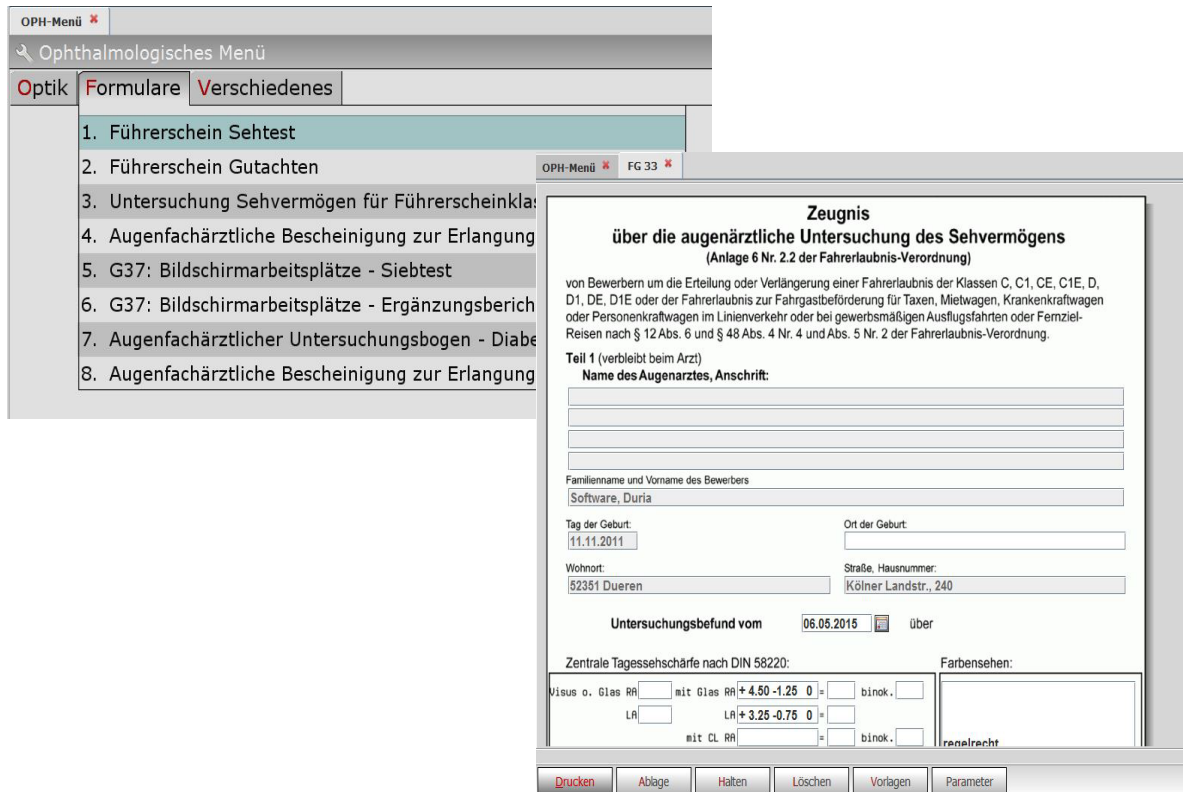 OPH-Menü
Ophthalmologisches Menü
Optik Formulare Verschiedenes
1. Führerschein Sehtest
2. Führerschein Gutachten
3. Untersuchung Sehvermögen für Führerscheinkla
4. Augenfachärztliche Bescheinigung zur Erlangung
5. G37: Bildschirmarbeitsplätze - Siebtest
6. G37: Bildschirmarbeitsplätze - Ergänzungsberich
7. Augenfachärztlicher Untersuchungsbogen - Diabe
8. Augenfachärztliche Bescheinigung zur Erlangung
OPH-Menü FG 33
Zeugnis
über die augenärztliche Untersuchung des Sehvermögens
(Anlage 6 Nr. 2.2 der Fahrerlaubnis-Verordnung)
von Bewerbern um die Erteilung oder Verlängerung einer Fahrerlaubnis der Klassen C, C1, CE, C1E, D,
D1, DE, D1E oder der Fahrerlaubnis zur Fahrgastbeförderung für Taxen, Mietwagen, Krankenkraftwagen
oder Personenkraftwagen im Linienverkehr oder bei gewerbsmäßigen Ausflugsfahrten oder Fernziel-
Reisen nach § 12 Abs. 6 und § 48 Abs. 4 Nr. 4 und Abs. 5 Nr. 2 der Fahrerlaubnis-Verordnung.
Teil 1 (verbleibt beim Arzt)
Name des Augenarztes, Anschrift:
Familienname und Vorname des Bewerbers
Software, Duria
Tag der Geburt: Ort der Geburt:
11.11.2011
Wohnort: Straße, Hausnummer:
52351 Dueren Kölner Landstr., 240
Untersuchungsbefund vom 06.05.2015 über
Zentrale Tagessehschärfe nach DIN 58220: Farbensehen:
Visus o. Glas RA mit Glas RA + 4.50 -1.25 0 = binok.
LA LA + 3.25 -0.75 0 =
mit CL RA = binok. regelrecht
Drucken Ablage Halten Löschen Vorlagen Parameter